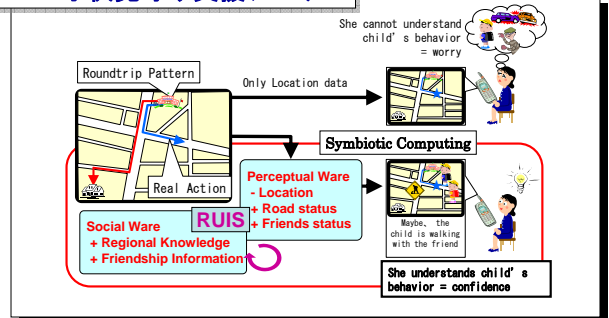 She cannot understand
child's behavior
= worry
Roundtrip Pattern
Only Location data
Symbiotic Computing
Real Action
Perceptual Ware
- Location
+ Road status
+ Friends status
RUIS
Social Ware
+ Regional Knowledge
+ Friendship Information
Maybe, the
child is walking
with the friend
She understands child's
behavior = confidence